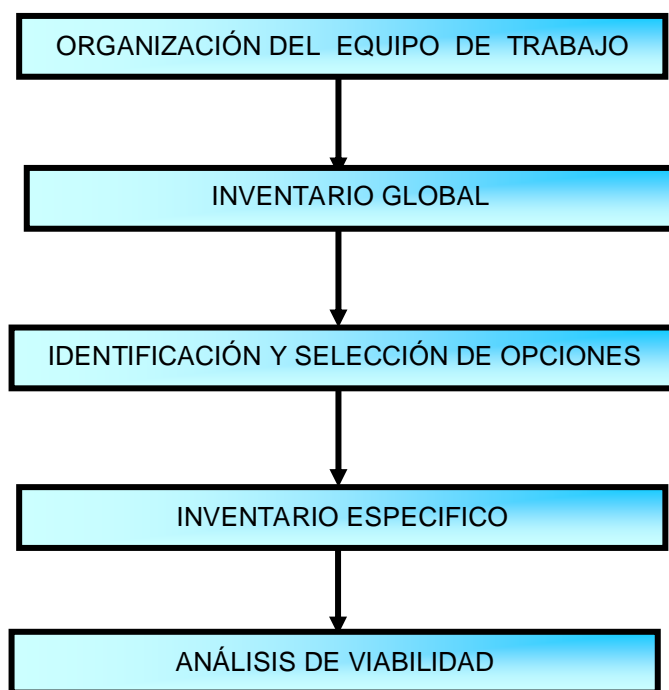 ORGANIZACIÓN DEL EQUIPO DE TRABAJO
INVENTARIO GLOBAL
IDENTIFICACIÓN Y SELECCIÓN DE OPCIONES
INVENTARIO ESPECIFICO
ANÁLISIS DE VIABILIDAD